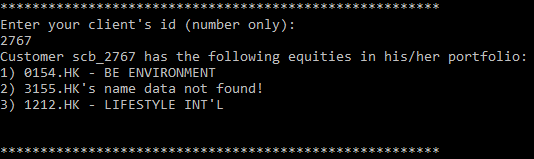 *******************************************************
Enter your client's id (number only):
2767
Customer scb_2767 has the following equities in his/her portfolio:
1) 0154.HK - BE ENVIRONMENT
2) 3155.HK's name data not found!
3) 1212.HK - LIFESTYLE INT'L
*******************************************************